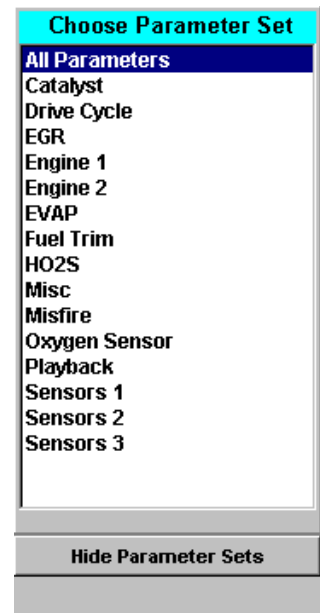 Choose Parameter Set
All Parameters
Catalyst
Drive Cycle
EGR
Engine 1
Engine 2
EVAP
Fuel Trim
HO2S
Misc
Misfire
Oxygen Sensor
Playback
Sensors 1
Sensors 2
Sensors 3
Hide Parameter Sets